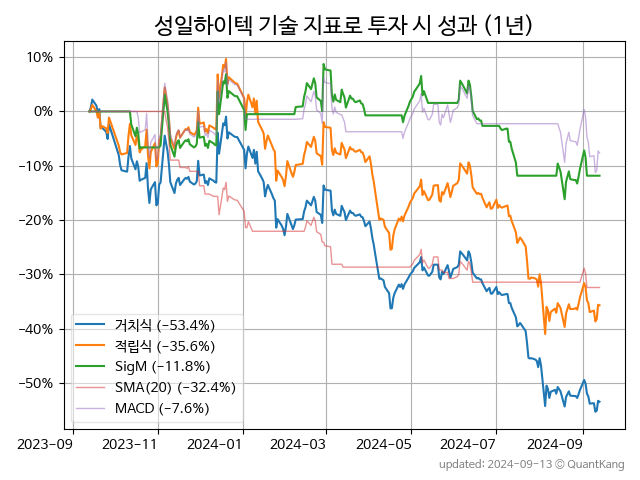 성일하이텍 기술 지표로 투자 시 성과 (1년)
10%
0%
−10%
−20%
−30%
−40%
−50%
거치식 (−53.4%)
적립식 (−35.6%)
SigM (−11.8%)
SMA(20) (−32.4%)
MACD (−7.6%)
2023-09 2023-11 2024-01 2024-03 2024-05 2024-07 2024-09
updated: 2024-09-13 ⓒ QuantKang